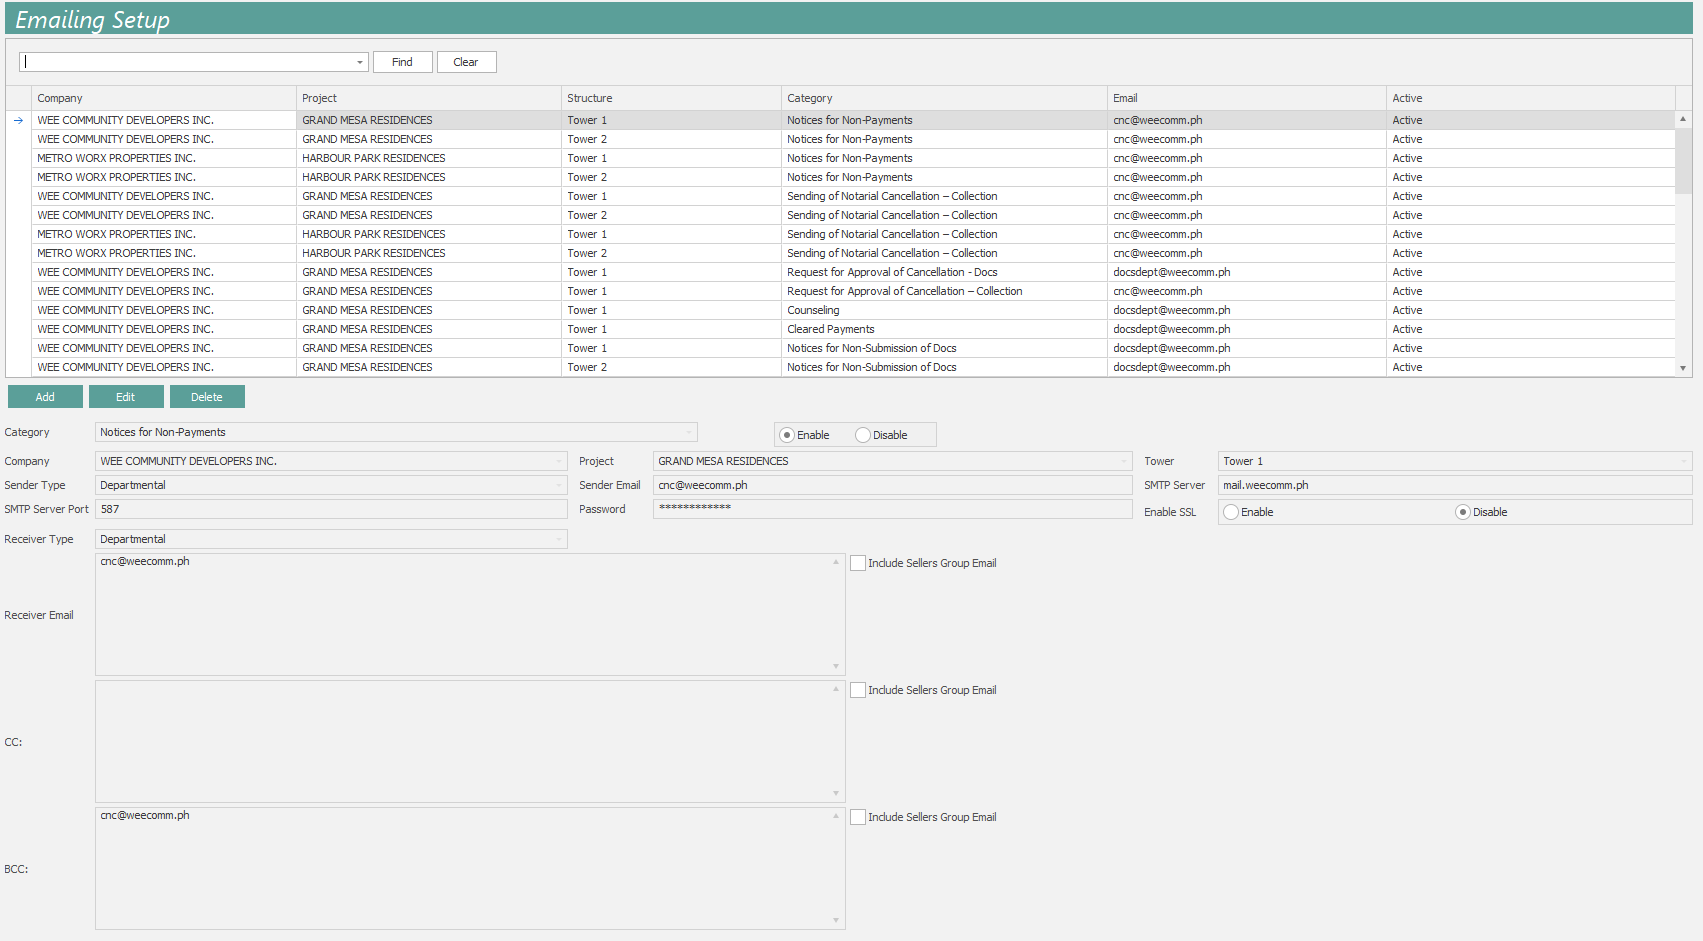 Emailing Setup
Find Clear
Company Project Structure Category Email Active
WEE COMMUNITY DEVELOPERS INC. GRAND MESA RESIDENCES Tower 1 Notices for Non-Payments cnc@weecomm.ph Active
WEE COMMUNITY DEVELOPERS INC. GRAND MESA RESIDENCES Tower 2 Notices for Non-Payments cnc@weecomm.ph Active
METRO WORX PROPERTIES INC. HARBOUR PARK RESIDENCES Tower 1 Notices for Non-Payments cnc@weecomm.ph Active
METRO WORX PROPERTIES INC. HARBOUR PARK RESIDENCES Tower 2 Notices for Non-Payments cnc@weecomm.ph Active
WEE COMMUNITY DEVELOPERS INC. GRAND MESA RESIDENCES Tower 1 Sending of Notarial Cancellation – Collection cnc@weecomm.ph Active
WEE COMMUNITY DEVELOPERS INC. GRAND MESA RESIDENCES Tower 2 Sending of Notarial Cancellation – Collection cnc@weecomm.ph Active
METRO WORX PROPERTIES INC. HARBOUR PARK RESIDENCES Tower 1 Sending of Notarial Cancellation – Collection cnc@weecomm.ph Active
METRO WORX PROPERTIES INC. HARBOUR PARK RESIDENCES Tower 2 Sending of Notarial Cancellation – Collection cnc@weecomm.ph Active
WEE COMMUNITY DEVELOPERS INC. GRAND MESA RESIDENCES Tower 1 Request for Approval of Cancellation - Docs docsdept@weecomm.ph Active
WEE COMMUNITY DEVELOPERS INC. GRAND MESA RESIDENCES Tower 1 Request for Approval of Cancellation – Collection cnc@weecomm.ph Active
WEE COMMUNITY DEVELOPERS INC. GRAND MESA RESIDENCES Tower 1 Counseling docsdept@weecomm.ph Active
WEE COMMUNITY DEVELOPERS INC. GRAND MESA RESIDENCES Tower 1 Cleared Payments docsdept@weecomm.ph Active
WEE COMMUNITY DEVELOPERS INC. GRAND MESA RESIDENCES Tower 1 Notices for Non-Submission of Docs docsdept@weecomm.ph Active
WEE COMMUNITY DEVELOPERS INC. GRAND MESA RESIDENCES Tower 2 Notices for Non-Submission of Docs docsdept@weecomm.ph Active
Add Edit Delete
Category Notices for Non-Payments Enable Disable
Company WEE COMMUNITY DEVELOPERS INC. Project GRAND MESA RESIDENCES Tower Tower 1
Sender Type Departmental Sender Email cnc@weecomm.ph SMTP Server mail.weecomm.ph
SMTP Server Port 587 Password ************ Enable SSL Enable Disable
Receiver Type Departmental
cnc@weecomm.ph Include Sellers Group Email
Receiver Email
Include Sellers Group Email
CC:
cnc@weecomm.ph Include Sellers Group Email
BCC: